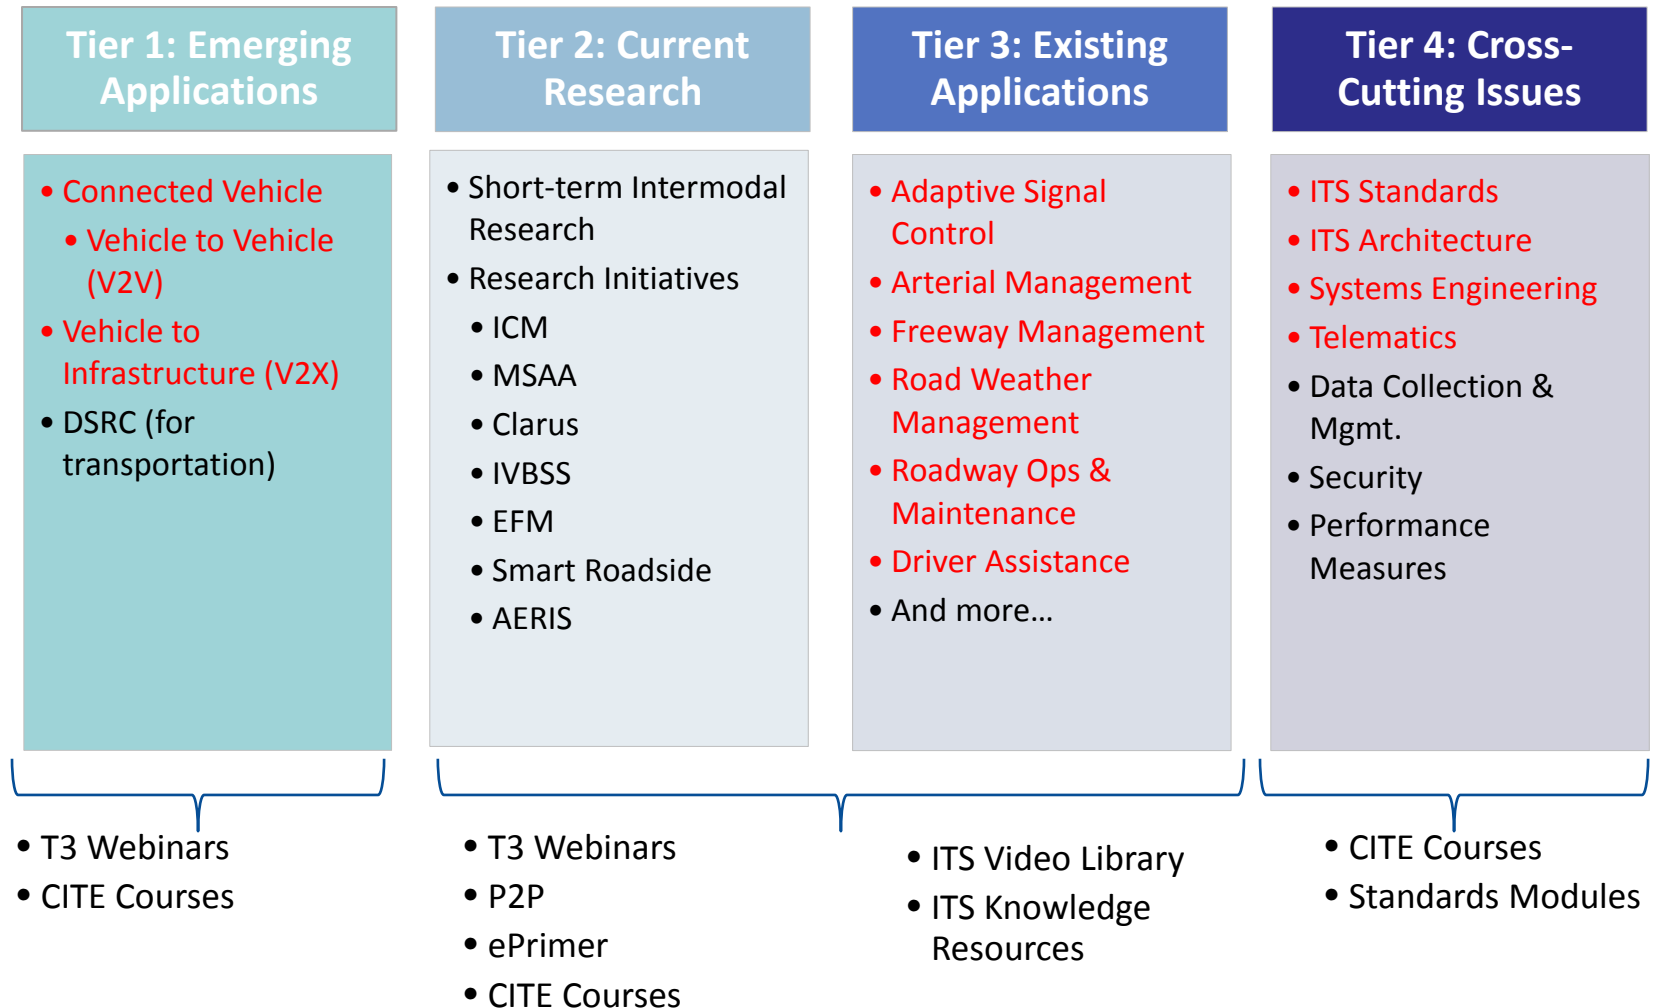 Tier 1: Emerging
Applications
• Connected Vehicle
• Vehicle to Vehicle
(V2V)
• Vehicle to
Infrastructure (V2X)
• DSRC (for
transportation)
Tier 2: Current
Research
• Short-term Intermodal
Research
• Research Initiatives
• ICM
• MSAA
• Clarus
• IVBSS
• EFM
• Smart Roadside
• AERIS
Tier 3: Existing
Applications
• Adaptive Signal
Control
• Arterial Management
• Freeway Management
• Road Weather
Management
• Roadway Ops &
Maintenance
• Driver Assistance
• And more…
Tier 4: Cross-
Cutting Issues
• ITS Standards
• ITS Architecture
• Systems Engineering
• Telematics
• Data Collection &
Mgmt.
• Security
• Performance
Measures
• T3 Webinars
• CITE Courses
• T3 Webinars
• P2P
• ePrimer
• CITE Courses
• ITS Video Library
• ITS Knowledge
Resources
• CITE Courses
• Standards Modules